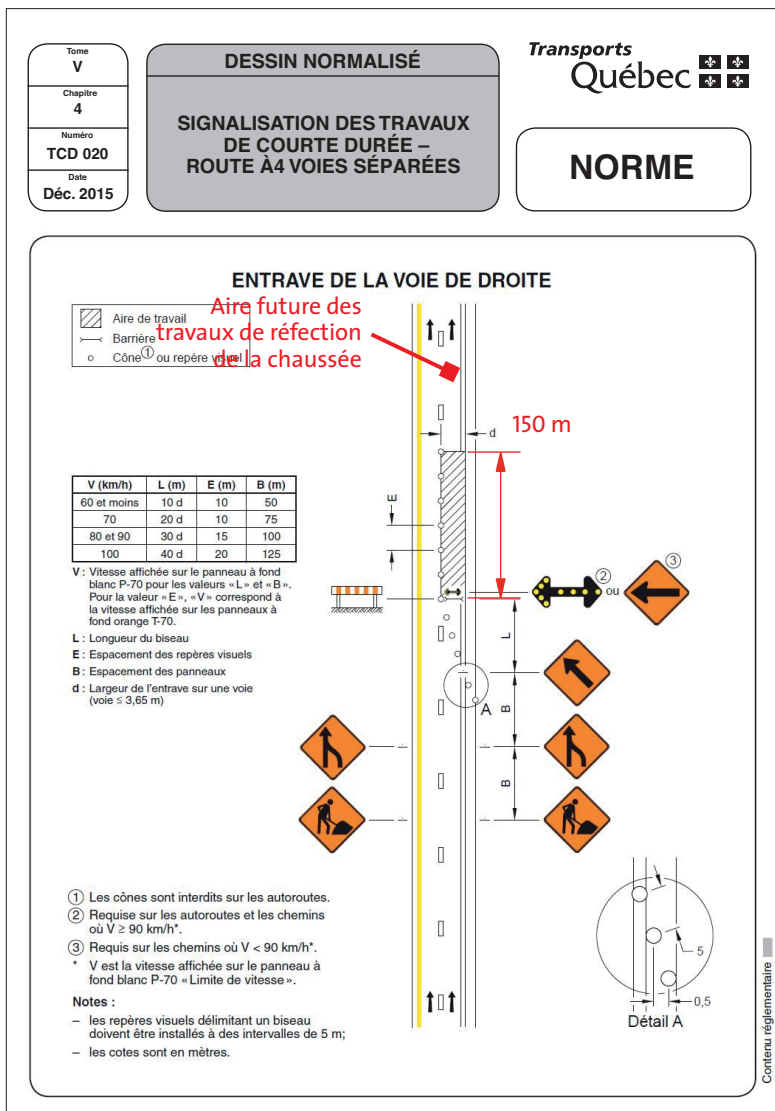 Tome
V
Chapitre
4
Numéro
TCD 020
Date
Déc. 2015
DESSIN NORMALISÉ
SIGNALISATION DES TRAVAUX
DE COURTE DURÉE –
ROUTE À4 VOIES SÉPARÉES
Transports
Québec
NORME
ENTRAVE DE LA VOIE DE DROITE
Aire de travail
Barrière
Cône ① ou repère visuel
Aire future des
travaux de réfection
de la chaussée
d
150 m
V (km/h) L (m) E (m) B (m)
60 et moins 10 d 10 50
70 20 d 10 75
80 et 90 30 d 15 100
100 40 d 20 125
V : Vitesse affichée sur le panneau à fond
blanc P-70 pour les valeurs « L » et « B ».
Pour la valeur « E », « V » correspond à
la vitesse affichée sur les panneaux à
fond orange T-70.
L : Longueur du biseau
E : Espacement des repères visuels
B : Espacement des panneaux
d : Largeur de l'entrave sur une voie
(voie ≤ 3,65 m)
E
② ou ③
L
A
B
B
① Les cônes sont interdits sur les autoroutes.
② Requise sur les autoroutes et les chemins
où V ≥ 90 km/h*.
③ Requis sur les chemins où V < 90 km/h*.
* V est la vitesse affichée sur le panneau à
fond blanc P-70 « Limite de vitesse ».
Notes :
– les repères visuels délimitant un biseau
doivent être installés à des intervalles de 5 m;
– les cotes sont en mètres.
5
0,5
Détail A
Contenu réglementaire